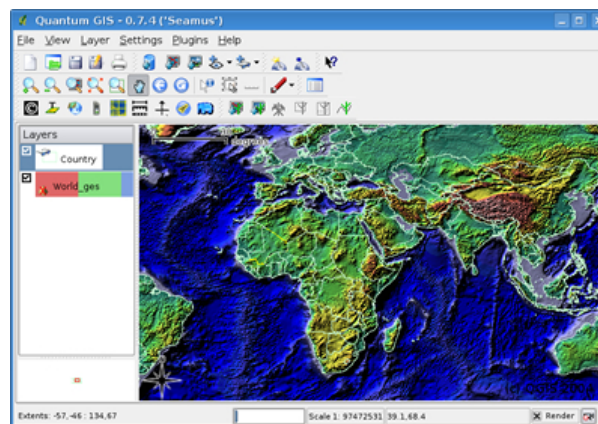 Quantum GIS - 0.7.4 ('Seamus')
File View Layer Settings Plugins Help
Layers
Country
World_ges
degrees
Extents: -57,-46 : 134,67
Scale 1: 97472531
39.1,68.4
Render